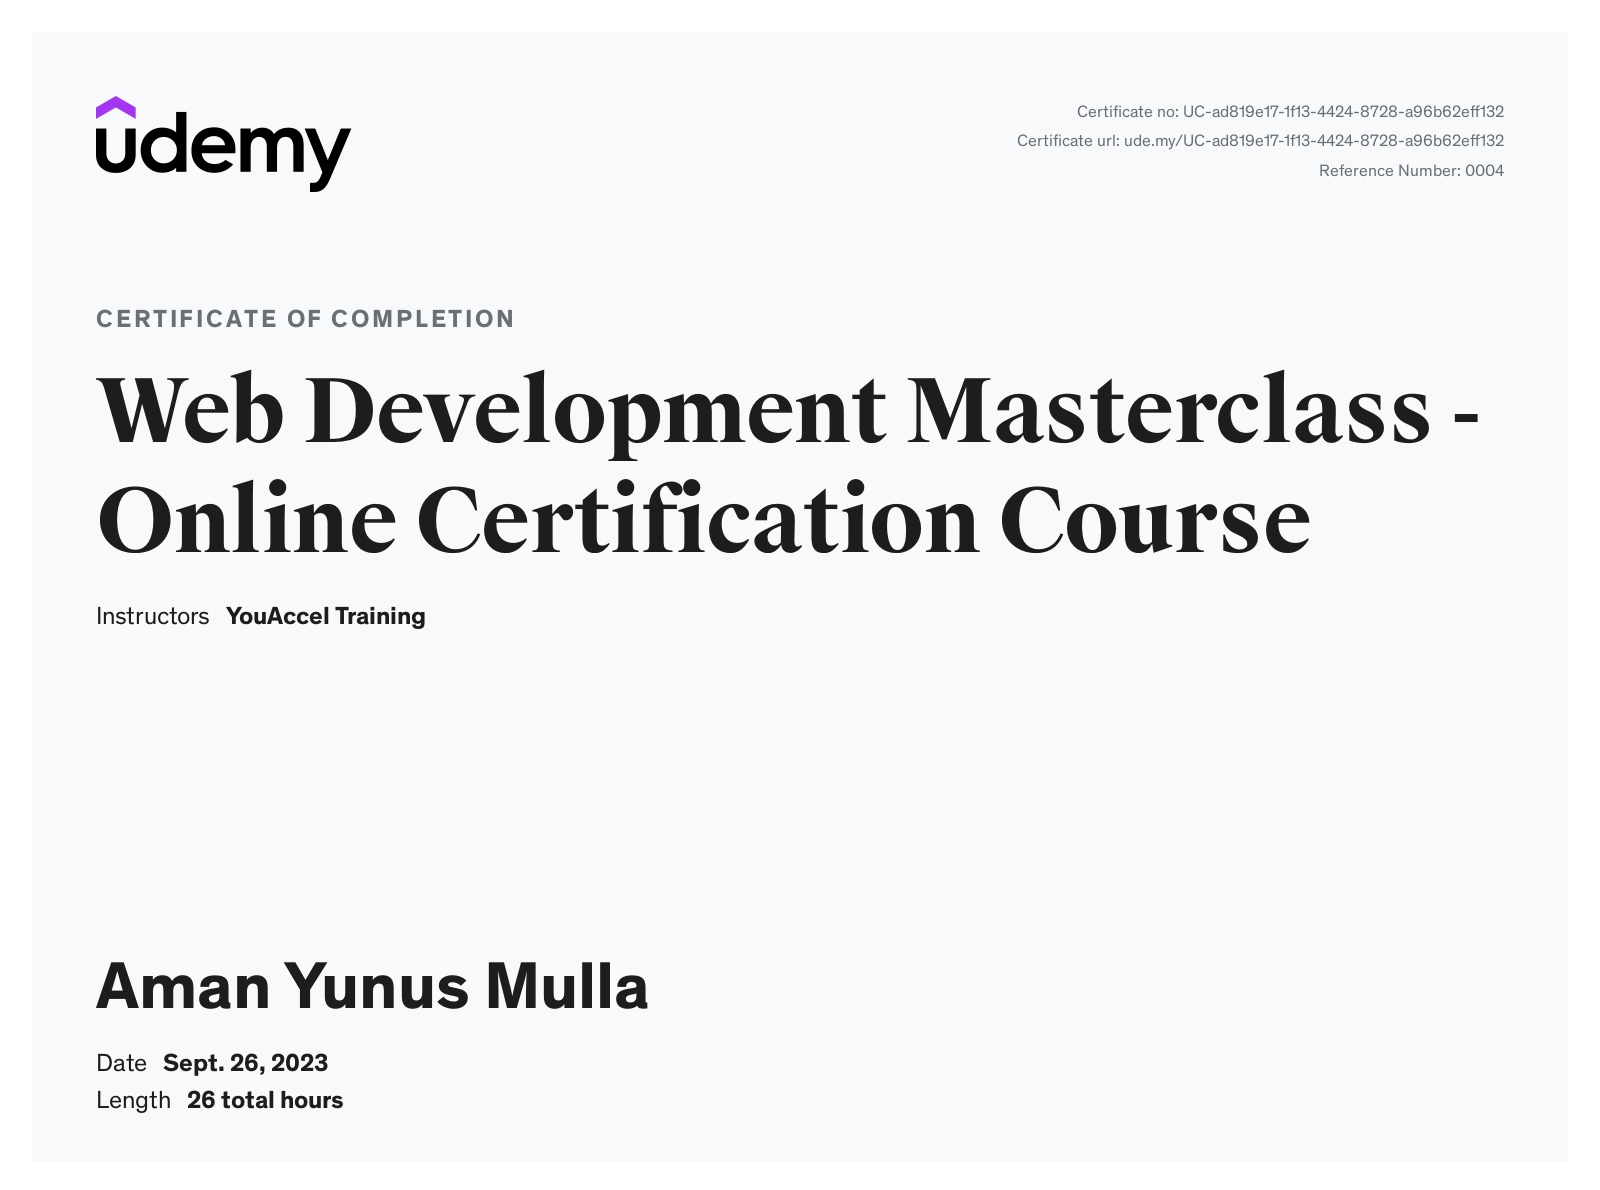 udemy
Certificate no: UC-ad819e17-1f13-4424-8728-a96b62eff132
Certificate url: ude.my/UC-ad819e17-1f13-4424-8728-a96b62eff132
Reference Number: 0004
CERTIFICATE OF COMPLETION
Web Development Masterclass -
Online Certification Course
Instructors YouAccel Training
Aman Yunus Mulla
Date Sept. 26, 2023
Length 26 total hours